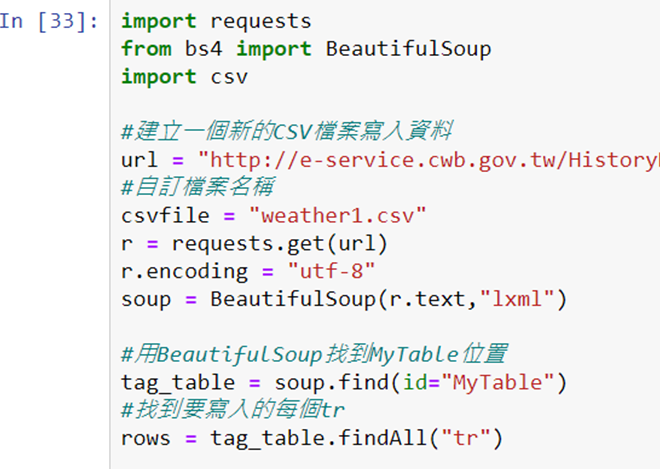 In [33]:
import requests
from bs4 import BeautifulSoup
import csv
#建立一個新的CSV檔案寫入資料
url = "http://e-service.cwb.gov.tw/History
#自訂檔案名稱
csvfile = "weather1.csv"
r = requests.get(url)
r.encoding = "utf-8"
soup = BeautifulSoup(r.text,"lxml")
#用BeautifulSoup找到MyTable位置
tag_table = soup.find(id="MyTable")
#找到要寫入的每個tr
rows = tag_table.findAll("tr")